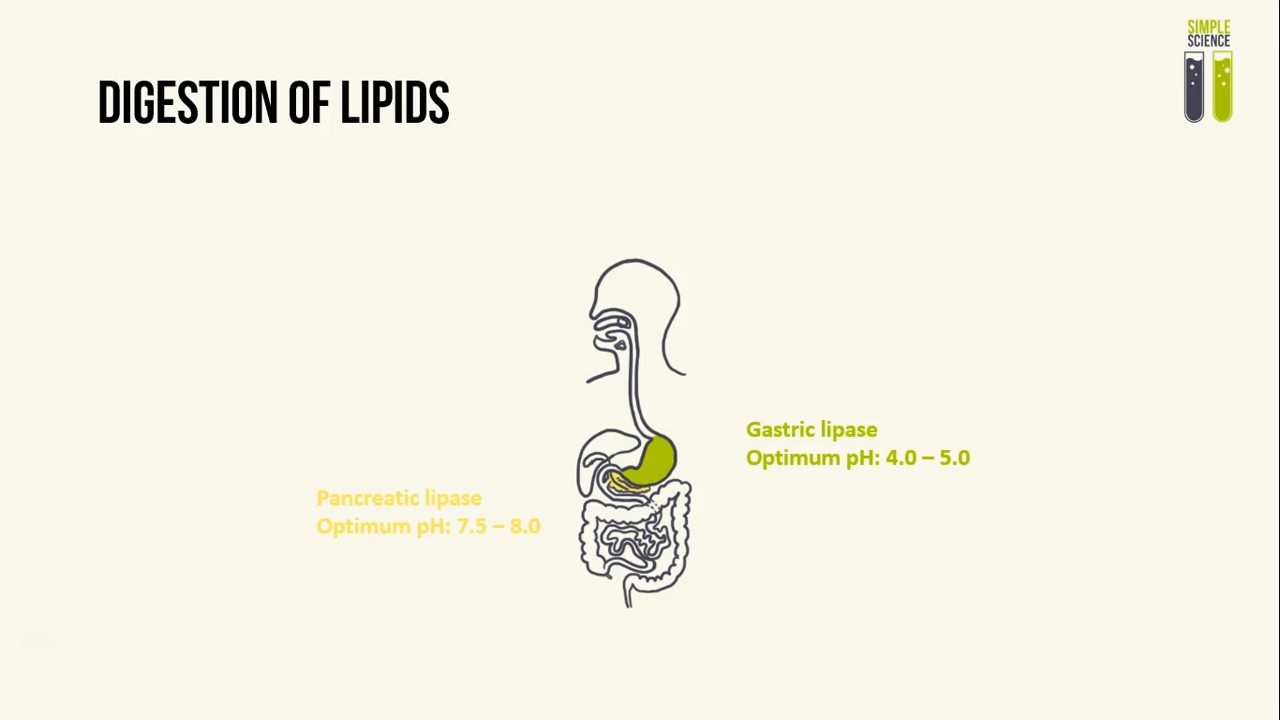 SIMPLE
SCIENCE
DIGESTION OF LIPIDS
Gastric lipase
Optimum pH: 4.0 – 5.0
Pancreatic lipase
Optimum pH: 7.5 – 8.0